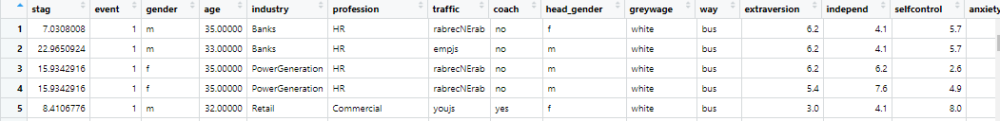 stag event gender age industry profession traffic coach head_gender greywage way extraversion independ selfcontrol anxiety
1 7.0308008 1 m 35.00000 Banks HR rabrecNErab no f white bus 6.2 4.1 5.7
2 22.9650924 1 m 33.00000 Banks HR empjs no m white bus 6.2 4.1 5.7
3 15.9342916 1 f 35.00000 PowerGeneration HR rabrecNErab no m white bus 6.2 6.2 2.6
4 15.9342916 1 f 35.00000 PowerGeneration HR rabrecNErab no m white bus 5.4 7.6 4.9
5 8.4106776 1 m 32.00000 Retail Commercial youjs yes f white bus 3.0 4.1 8.0